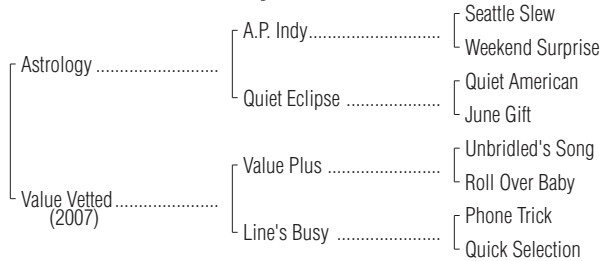 Seattle Slew
A.P. Indy..............................
Weekend Surprise
Astrology ............................
Quiet American
Quiet Eclipse ......................
June Gift
Unbridled's Song
Value Plus ..........................
Roll Over Baby
Value Vetted........................
(2007)
Phone Trick
Line's Busy ........................
Quick Selection